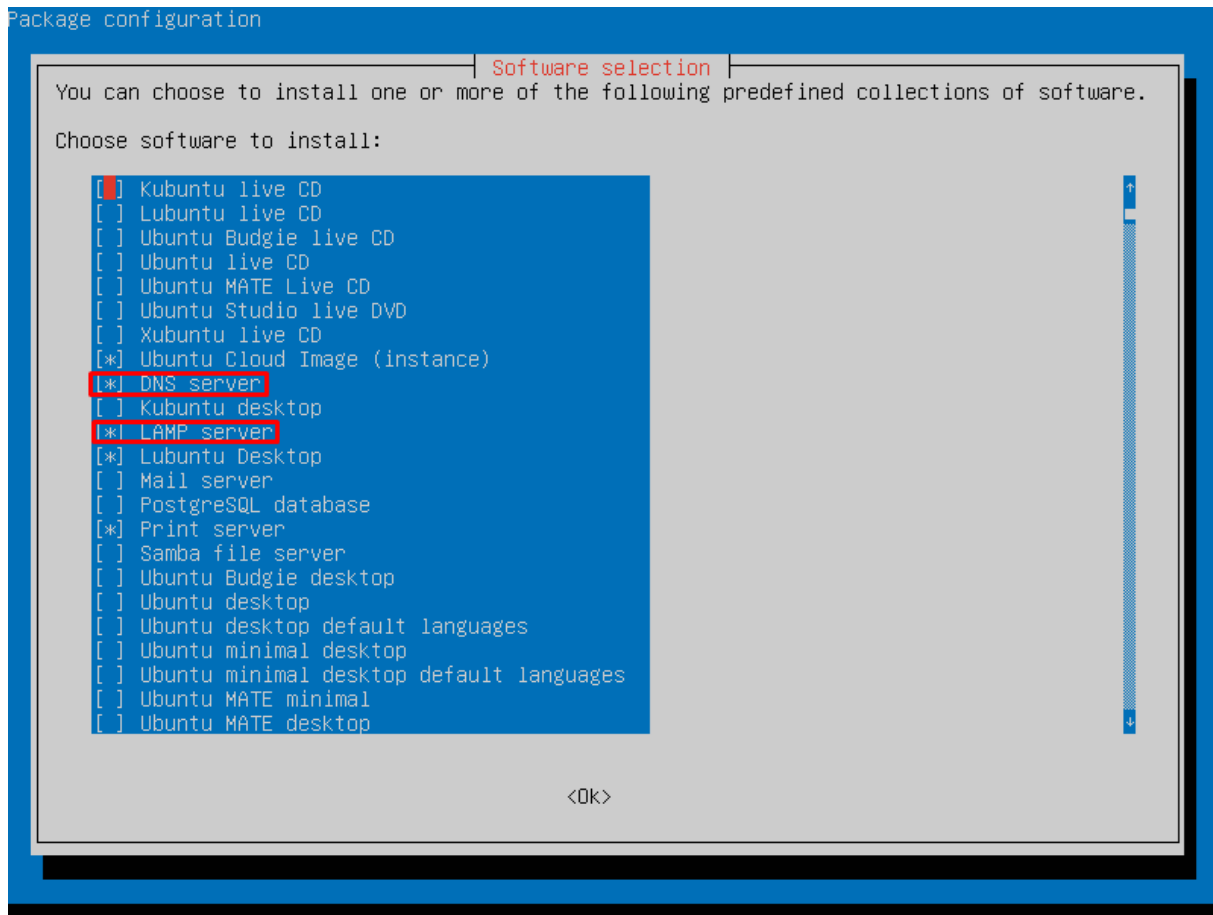 Package configuration
Software selection
You can choose to install one or more of the following predefined collections of software.
Choose software to install:
[ ] Kubuntu live CD
[ ] Lubuntu live CD
[ ] Ubuntu Budgie live CD
[ ] Ubuntu live CD
[ ] Ubuntu MATE Live CD
[ ] Ubuntu Studio live DVD
[ ] Xubuntu live CD
[*] Ubuntu Cloud Image (instance)
[*] DNS server
[ ] Kubuntu desktop
[*] LAMP server
[*] Lubuntu Desktop
[ ] Mail server
[ ] PostgreSQL database
[*] Print server
[ ] Samba file server
[ ] Ubuntu Budgie desktop
[ ] Ubuntu desktop
[ ] Ubuntu desktop default languages
[ ] Ubuntu minimal desktop
[ ] Ubuntu minimal desktop default languages
[ ] Ubuntu MATE minimal
[ ] Ubuntu MATE desktop
<Ok>